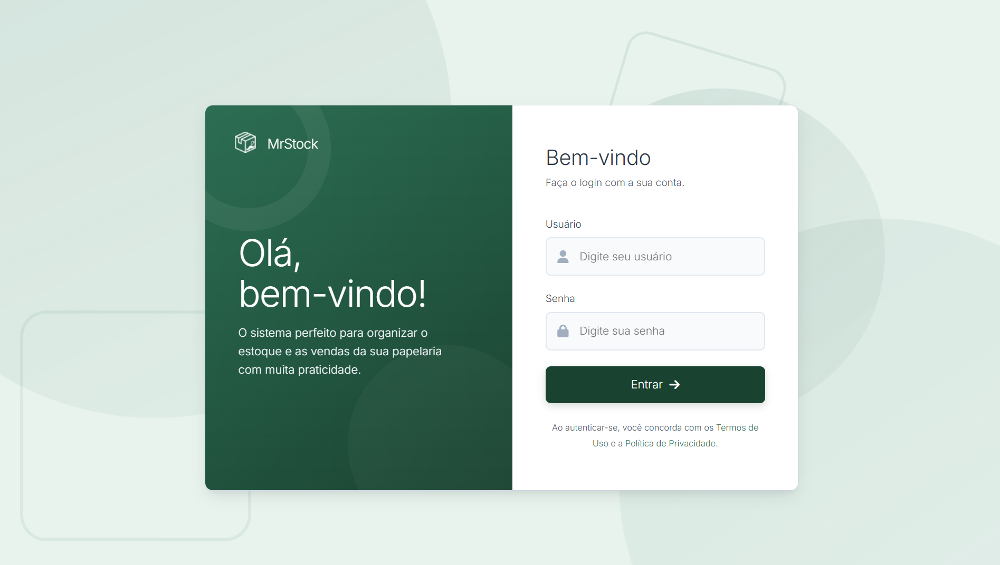 MrStock
Olá,
bem-vindo!
O sistema perfeito para organizar o
estoque e as vendas da sua papelaria
com muita praticidade.
Bem-vindo
Faça o login com a sua conta.
Usuário
Digite seu usuário
Senha
Digite sua senha
Entrar
Ao autenticar-se, você concorda com os Termos de
Uso e a Política de Privacidade.